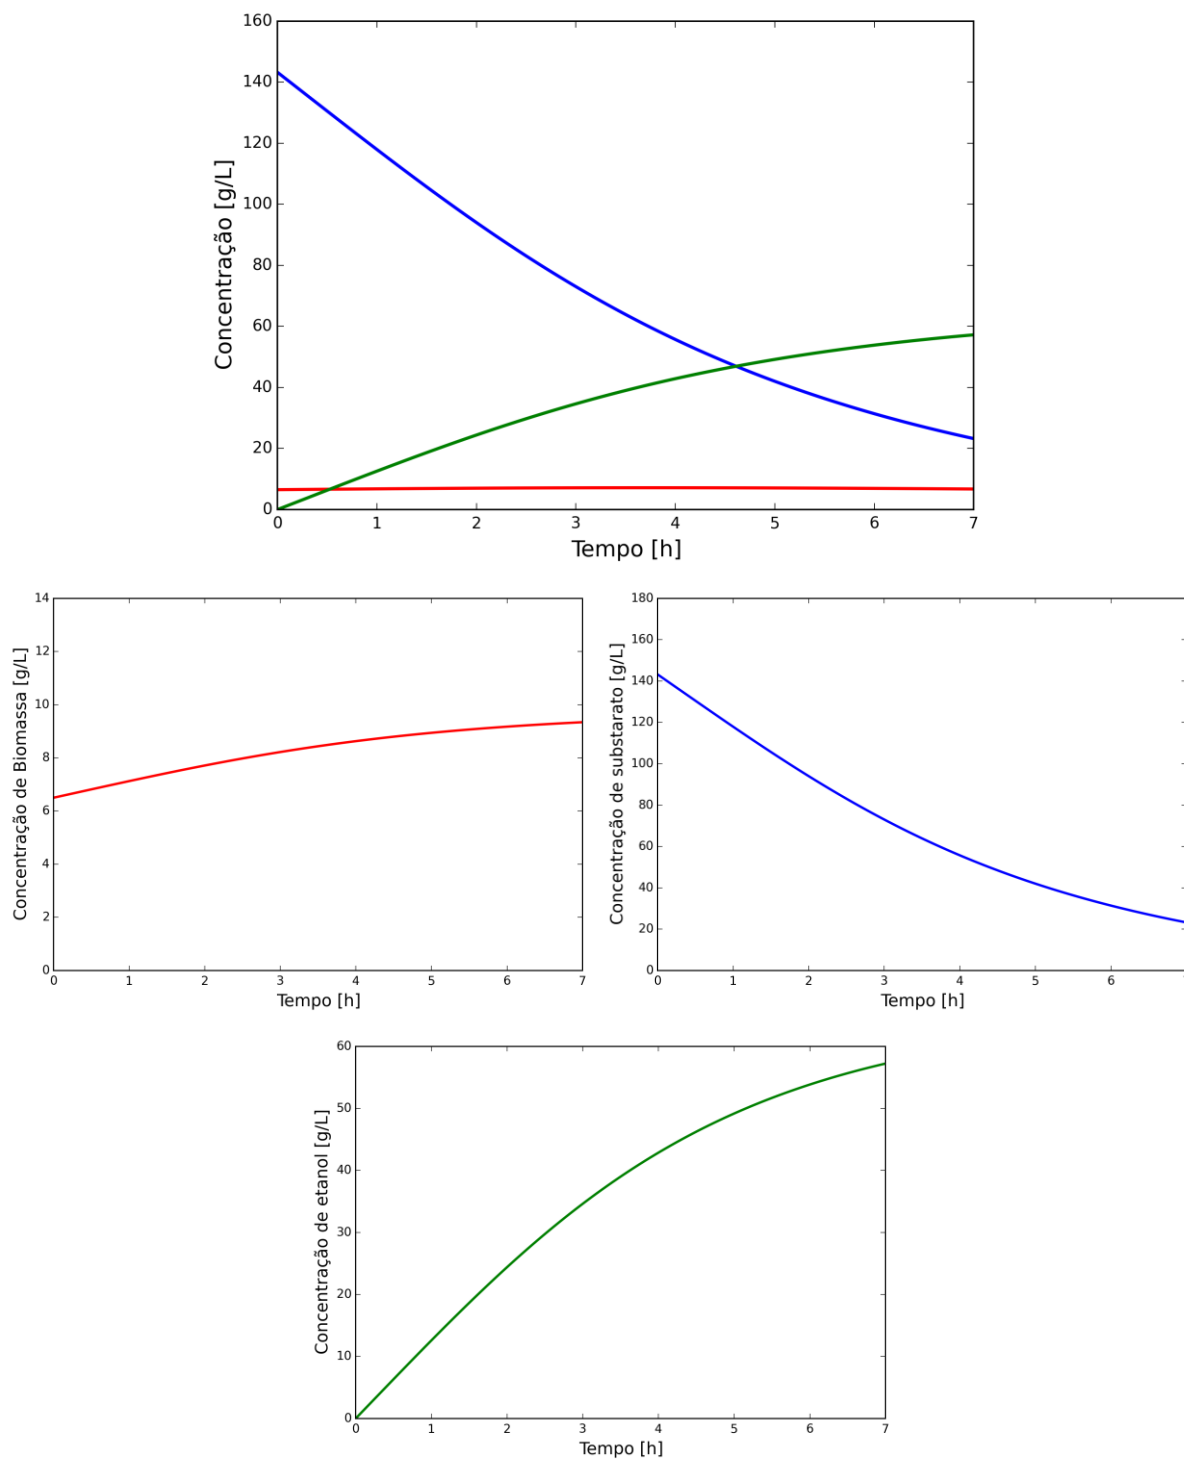 160
140
120
100
80
60
40
20
0
Concentração [g/L]
0 1 2 3 4 5 6 7
Tempo [h]
14
12
10
8
6
4
2
0
Concentração de Biomassa [g/L]
0 1 2 3 4 5 6 7
Tempo [h]
180
160
140
120
100
80
60
40
20
0
Concentração de substarato [g/L]
0 1 2 3 4 5 6
Tempo [h]
60
50
40
30
20
10
0
Concentração de etanol [g/L]
0 1 2 3 4 5 6 7
Tempo [h]